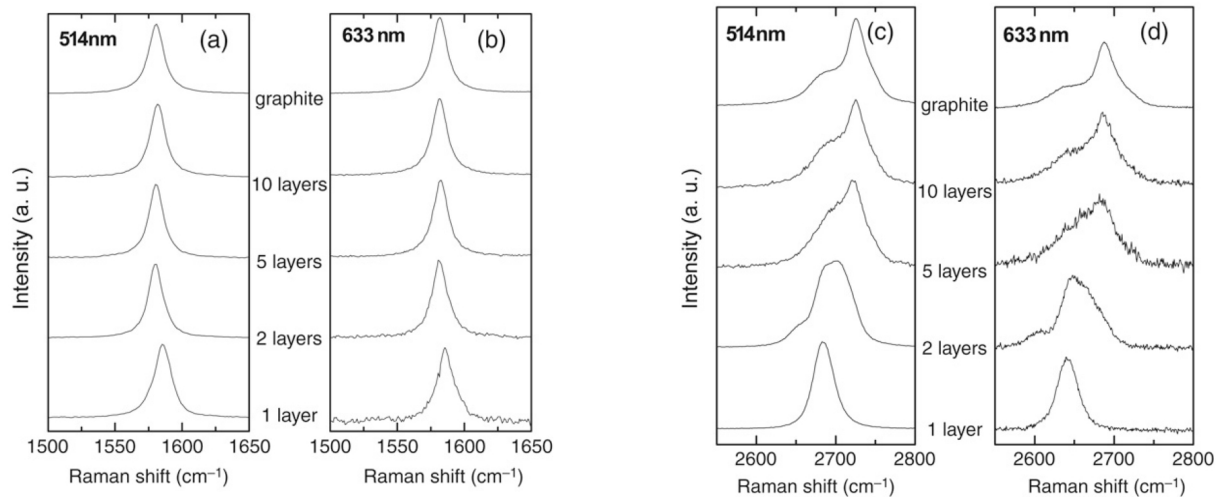 514nm
(a)
633 nm
(b)
graphite
10 layers
5 layers
2 layers
1 layer
Intensity (a. u.)
1500 1550 1600 1650
1500 1550 1600 1650
Raman shift (cm⁻¹)
Raman shift (cm⁻¹)
514nm
(c)
633 nm
(d)
graphite
10 layers
5 layers
2 layers
1 layer
Intensity (a. u.)
2600 2700 2800
2600 2700 2800
Raman shift (cm⁻¹)
Raman shift (cm⁻¹)